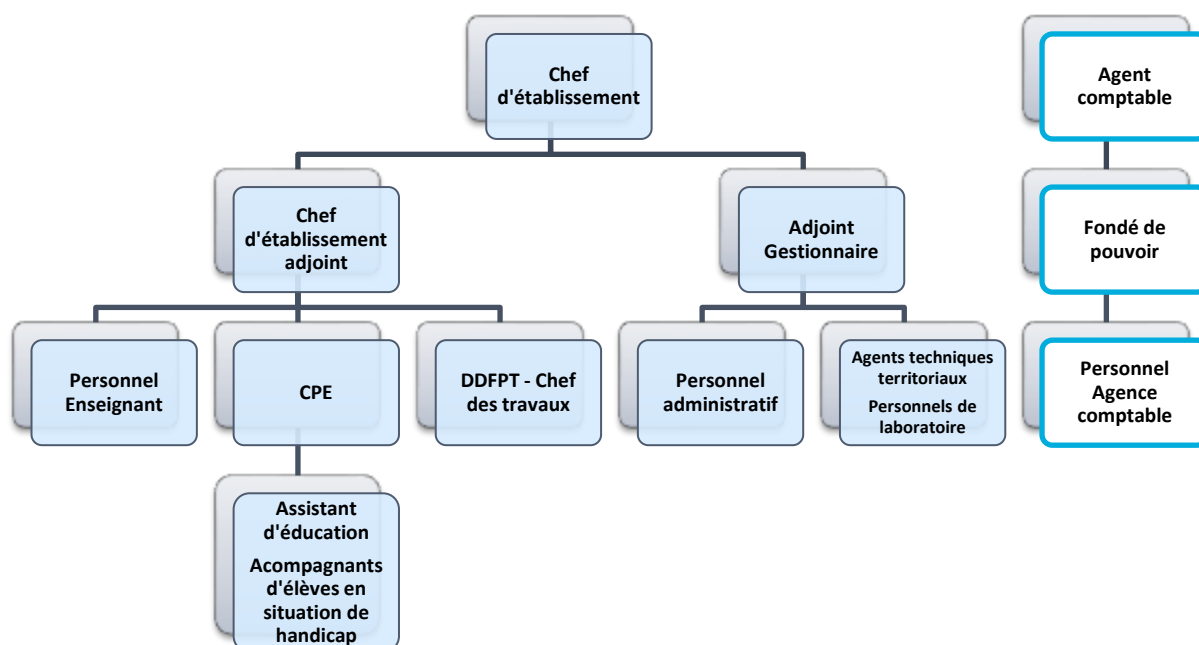 Chef
d'établissement
Agent
comptable
Chef
d'établissement
adjoint
Adjoint
Gestionnaire
Fondé de
pouvoir
Personnel
Enseignant
CPE
DDFPT - Chef
des travaux
Personnel
administratif
Agents techniques
territoriaux
Personnels de
laboratoire
Personnel
Agence
comptable
Assistant
d'éducation
Acompagnants
d'élèves en
situation de
handicap